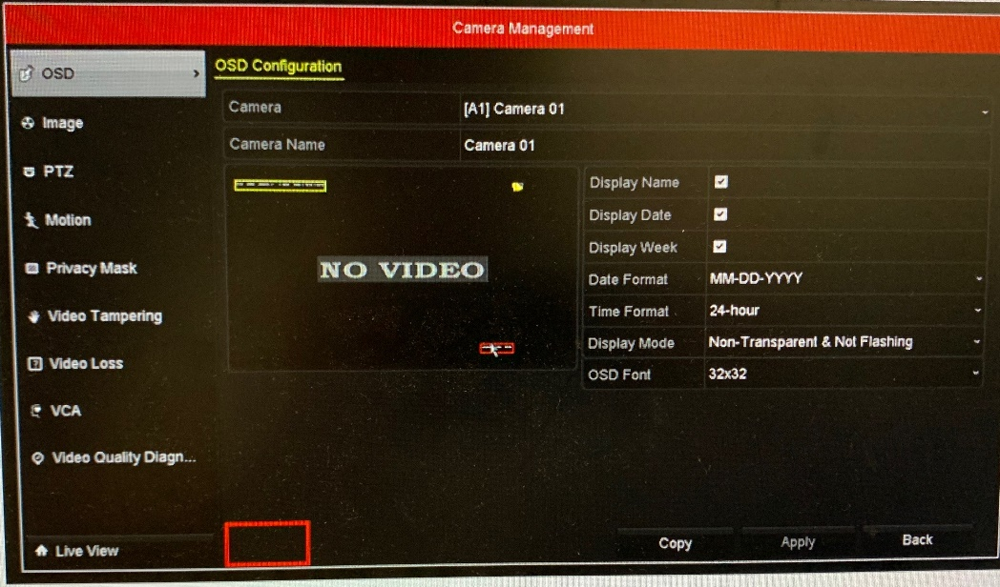 Camera Management
OSD
Image
PTZ
Motion
Privacy Mask
Video Tampering
Video Loss
VCA
Video Quality Diagn...
Live View
OSD Configuration
Camera [A1] Camera 01
Camera Name Camera 01
NO VIDEO
Display Name
Display Date
Display Week
Date Format MM-DD-YYYY
Time Format 24-hour
Display Mode Non-Transparent & Not Flashing
OSD Font 32x32
Copy Apply Back